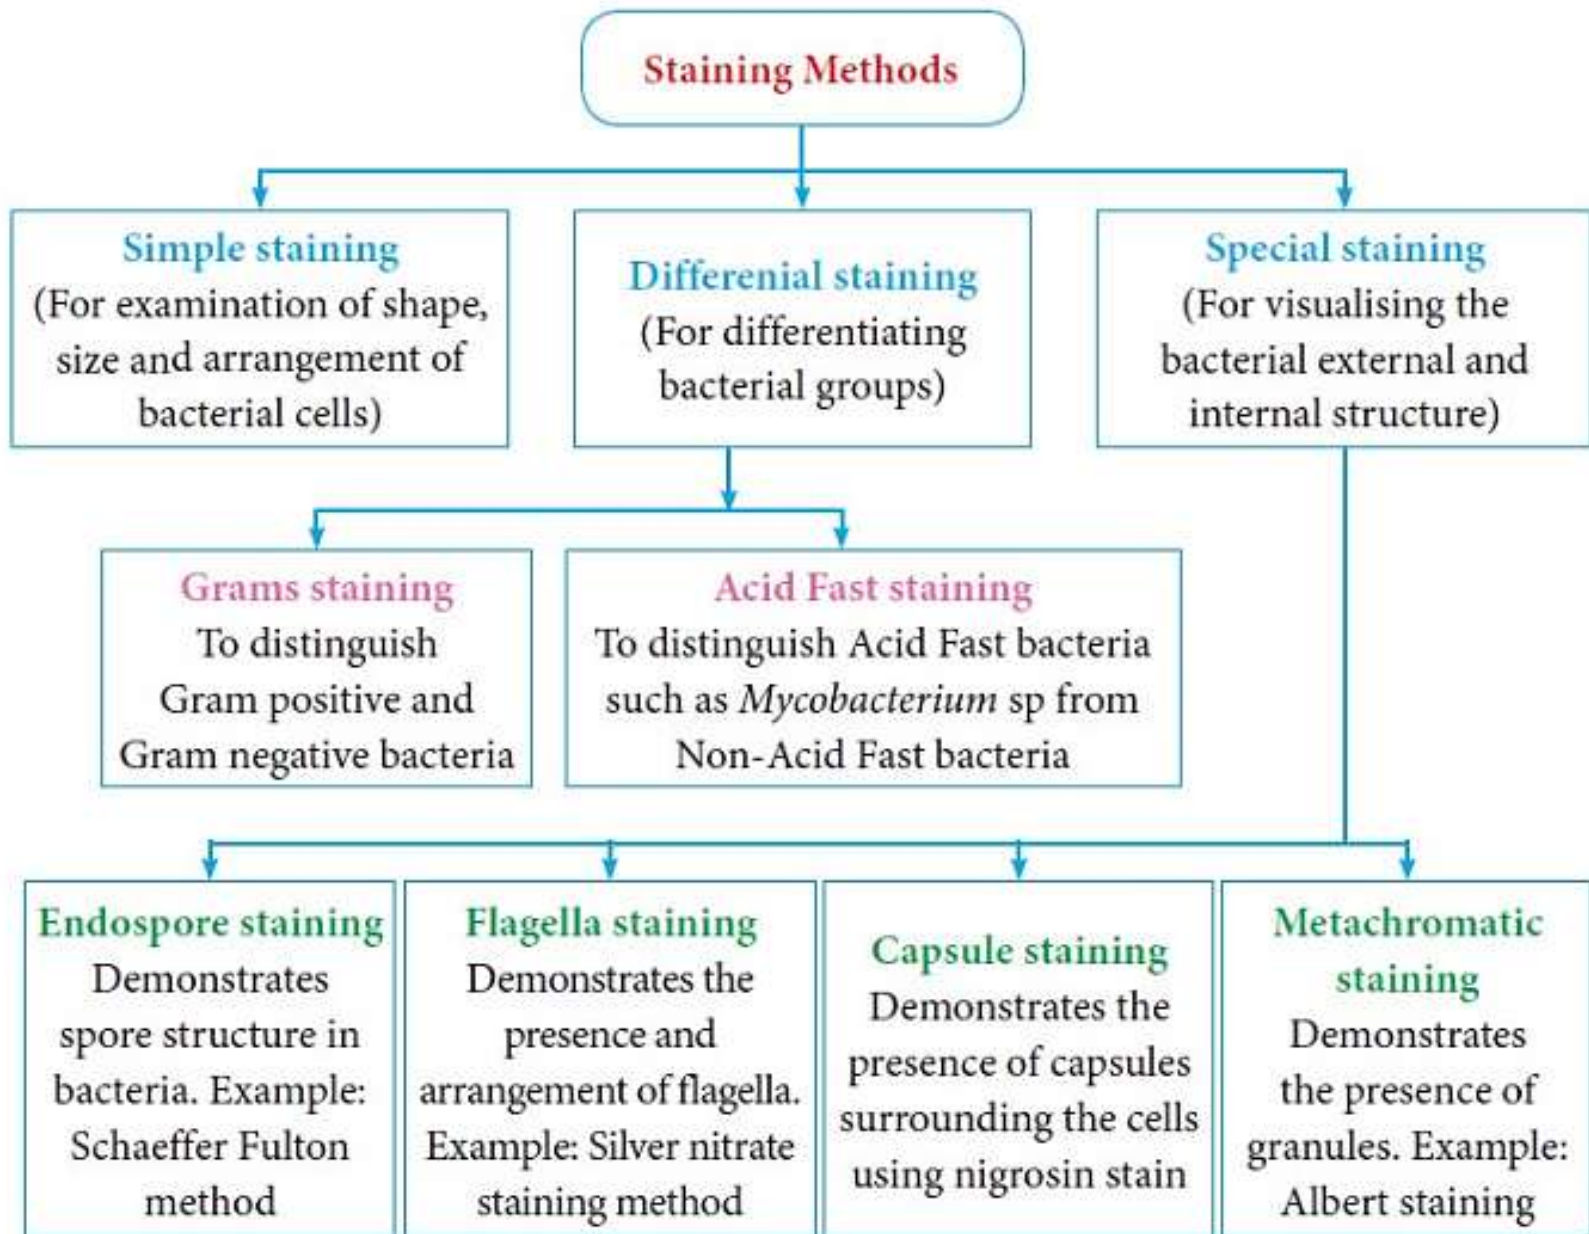 Staining Methods
Simple staining
(For examination of shape,
size and arrangement of
bacterial cells)
Differenial staining
(For differentiating
bacterial groups)
Special staining
(For visualising the
bacterial external and
internal structure)
Grams staining
To distinguish
Gram positive and
Gram negative bacteria
Acid Fast staining
To distinguish Acid Fast bacteria
such as Mycobacterium sp from
Non-Acid Fast bacteria
Endospore staining
Demonstrates
spore structure in
bacteria. Example:
Schaeffer Fulton
method
Flagella staining
Demonstrates the
presence and
arrangement of flagella.
Example: Silver nitrate
staining method
Capsule staining
Demonstrates the
presence of capsules
surrounding the cells
using nigrosin stain
Metachromatic
staining
Demonstrates
the presence of
granules. Example:
Albert staining